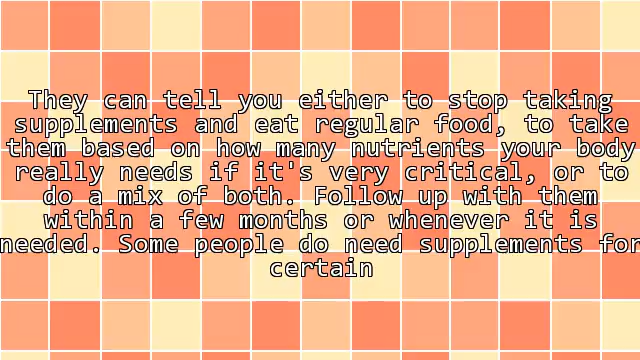 They can tell you either to stop taking
supplements and eat regular food, to take
them based on how many nutrients your body
really needs if it's very critical, or to
do a mix of both. Follow up with them
within a few months or whenever it is
needed. Some people do need supplements for
certain